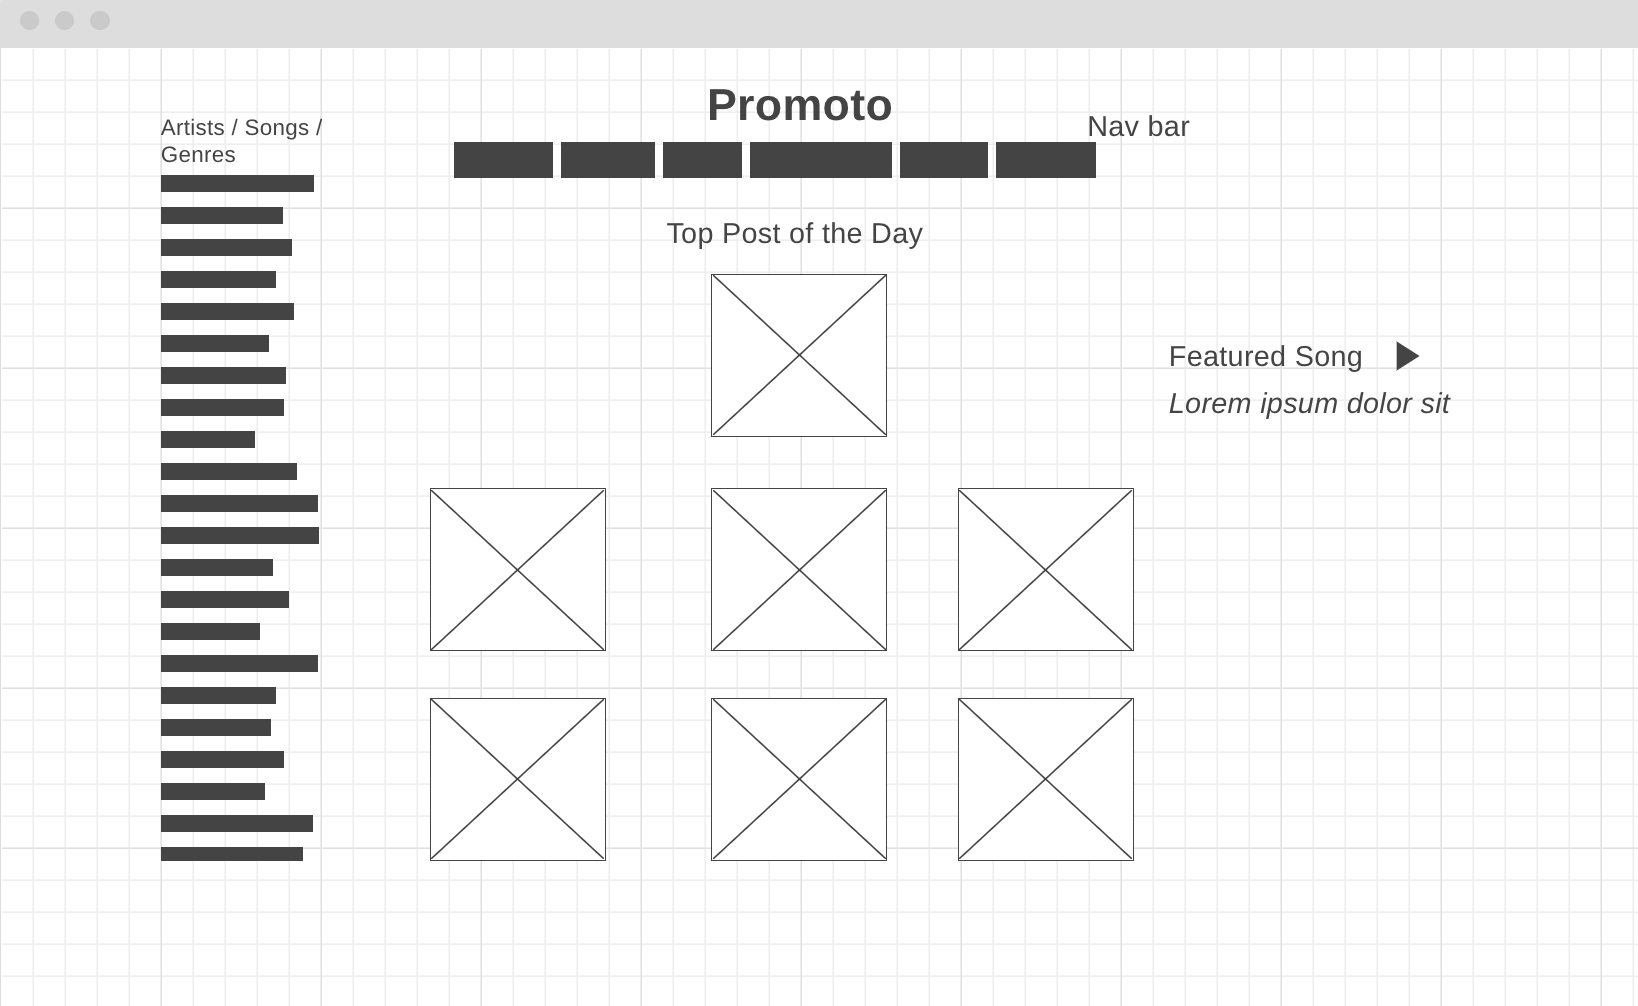 Promoto
Artists / Songs /
Genres
Nav bar
Top Post of the Day
Featured Song
Lorem ipsum dolor sit